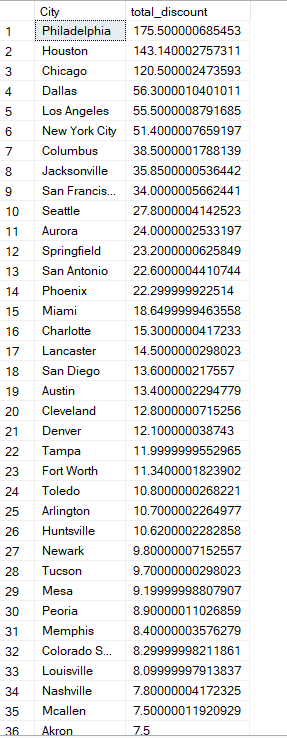 City total_discount
1 Philadelphia 175.500000685453
2 Houston 143.140002757311
3 Chicago 120.500002473593
4 Dallas 56.3000010401011
5 Los Angeles 55.5000008791685
6 New York City 51.4000007659197
7 Columbus 38.5000001788139
8 Jacksonville 35.8500000536442
9 San Francis... 34.0000005662441
10 Seattle 27.8000004142523
11 Aurora 24.0000002533197
12 Springfield 23.2000000625849
13 San Antonio 22.6000004410744
14 Phoenix 22.299999922514
15 Miami 18.6499999463558
16 Charlotte 15.3000000417233
17 Lancaster 14.5000000298023
18 San Diego 13.600000217557
19 Austin 13.4000002294779
20 Cleveland 12.8000000715256
21 Denver 12.100000038743
22 Tampa 11.9999999552965
23 Fort Worth 11.3400001823902
24 Toledo 10.8000000268221
25 Arlington 10.7000002264977
26 Huntsville 10.6200002282858
27 Newark 9.80000007152557
28 Tucson 9.70000000298023
29 Mesa 9.19999998807907
30 Peoria 8.90000011026859
31 Memphis 8.40000003576279
32 Colorado S... 8.29999998211861
33 Louisville 8.09999997913837
34 Nashville 7.80000004172325
35 Mcallen 7.50000011920929
36 Akron 7.5